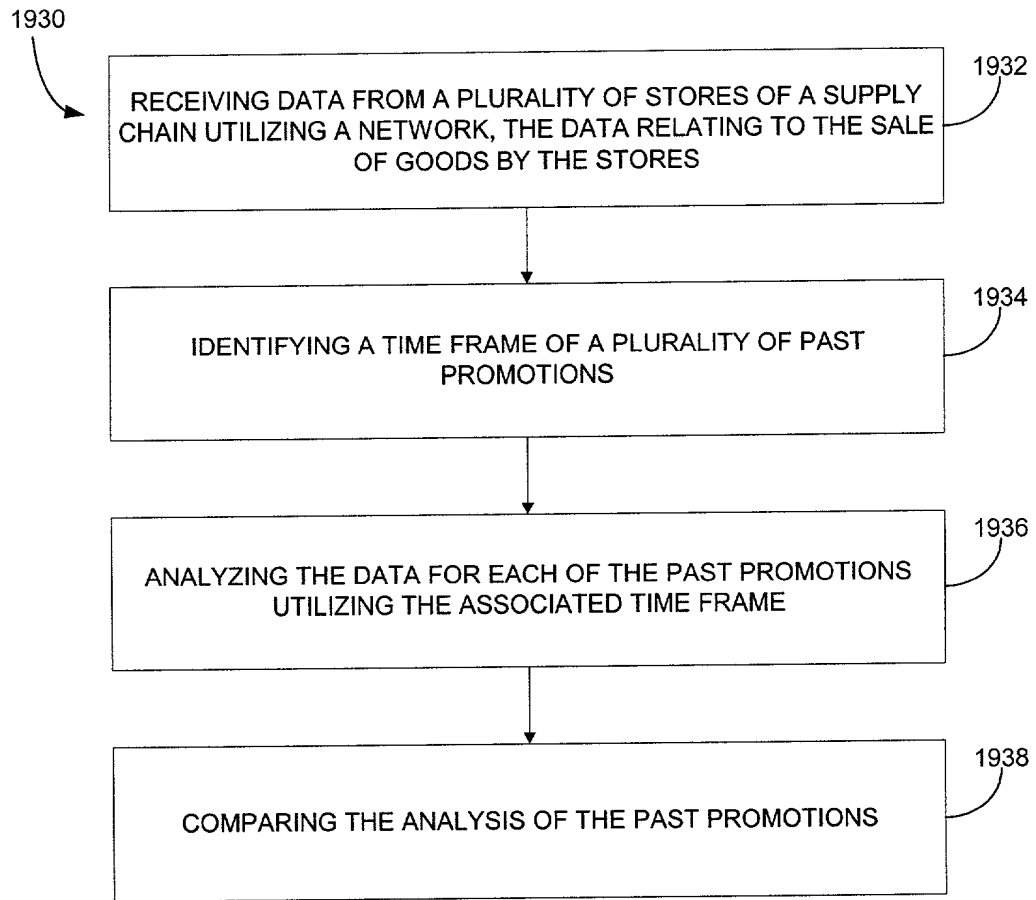 1930
1932
RECEIVING DATA FROM A PLURALITY OF STORES OF A SUPPLY
CHAIN UTILIZING A NETWORK, THE DATA RELATING TO THE SALE
OF GOODS BY THE STORES
1934
IDENTIFYING A TIME FRAME OF A PLURALITY OF PAST
PROMOTIONS
1936
ANALYZING THE DATA FOR EACH OF THE PAST PROMOTIONS
UTILIZING THE ASSOCIATED TIME FRAME
1938
COMPARING THE ANALYSIS OF THE PAST PROMOTIONS